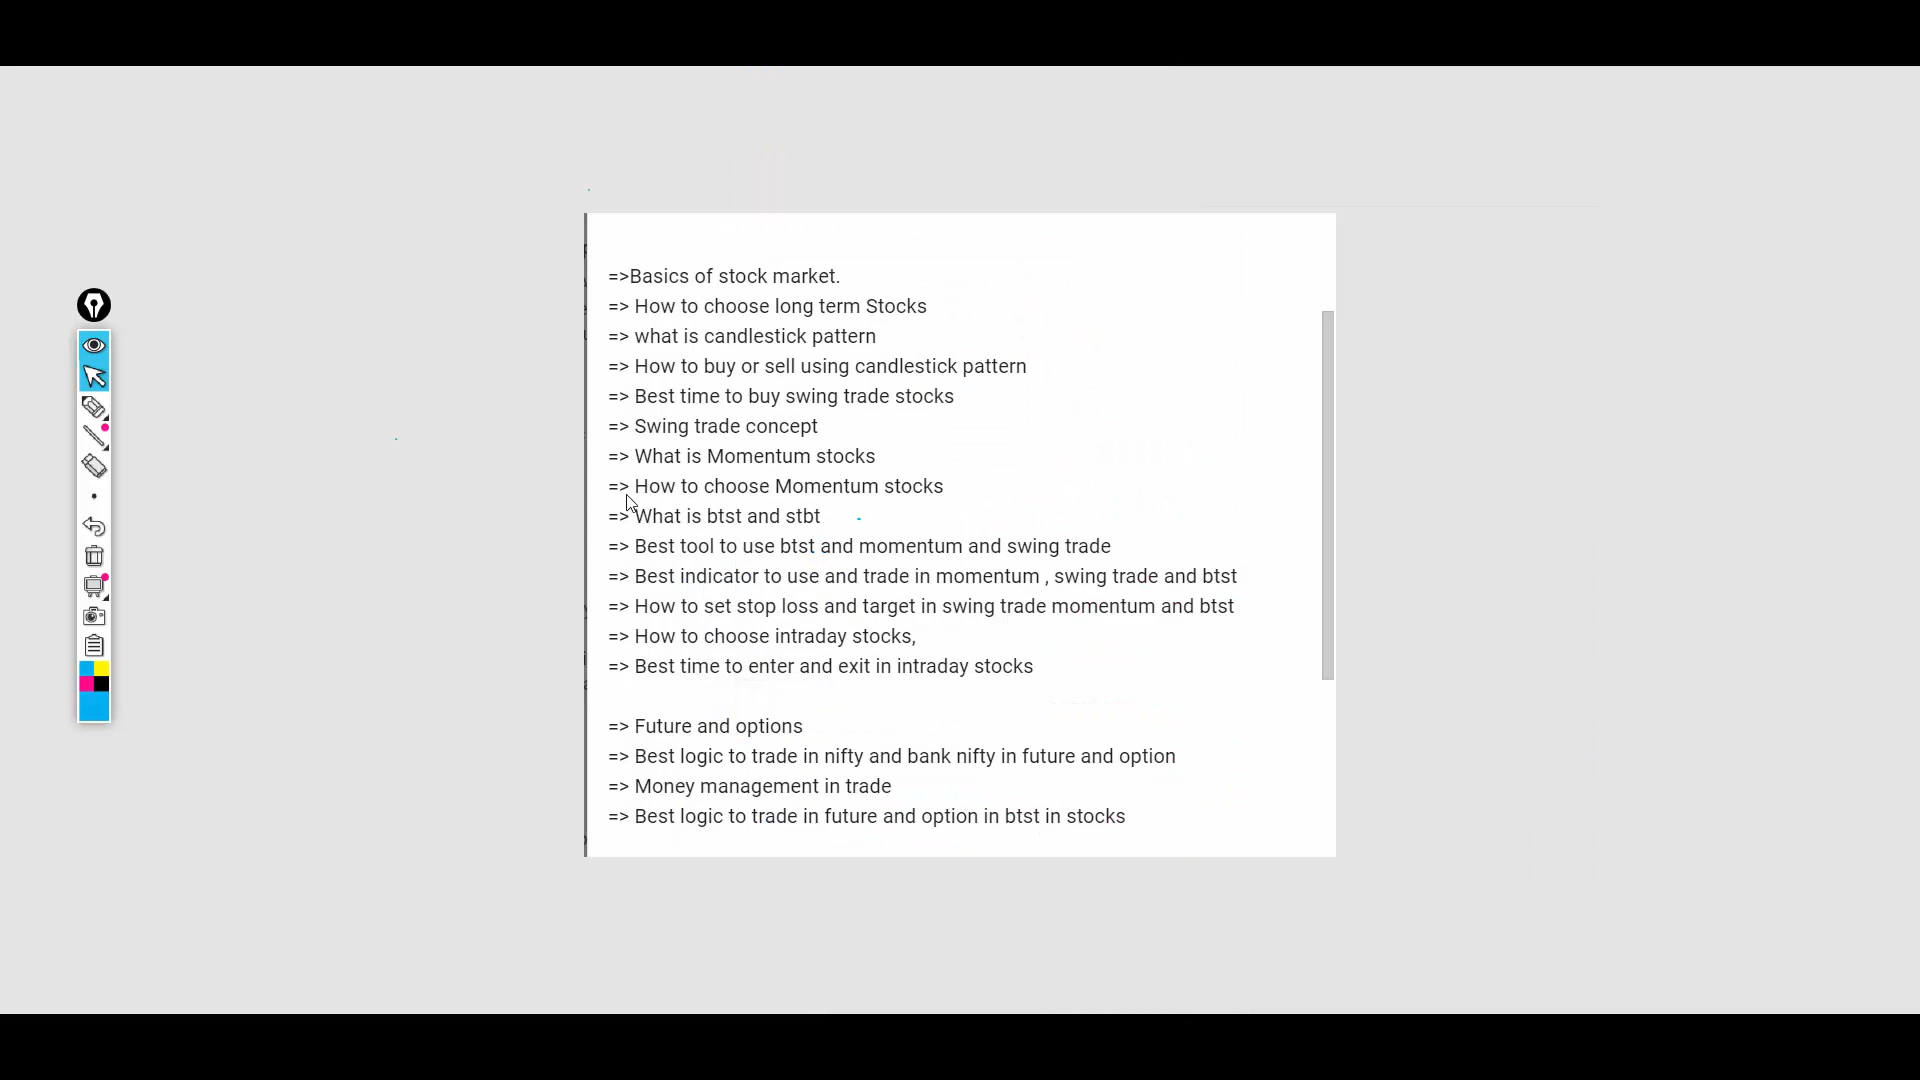 =>Basics of stock market.
=> How to choose long term Stocks
=> what is candlestick pattern
=> How to buy or sell using candlestick pattern
=> Best time to buy swing trade stocks
=> Swing trade concept
=> What is Momentum stocks
=> How to choose Momentum stocks
=> What is btst and stbt
=> Best tool to use btst and momentum and swing trade
=> Best indicator to use and trade in momentum , swing trade and btst
=> How to set stop loss and target in swing trade momentum and btst
=> How to choose intraday stocks,
=> Best time to enter and exit in intraday stocks
=> Future and options
=> Best logic to trade in nifty and bank nifty in future and option
=> Money management in trade
=> Best logic to trade in future and option in btst in stocks